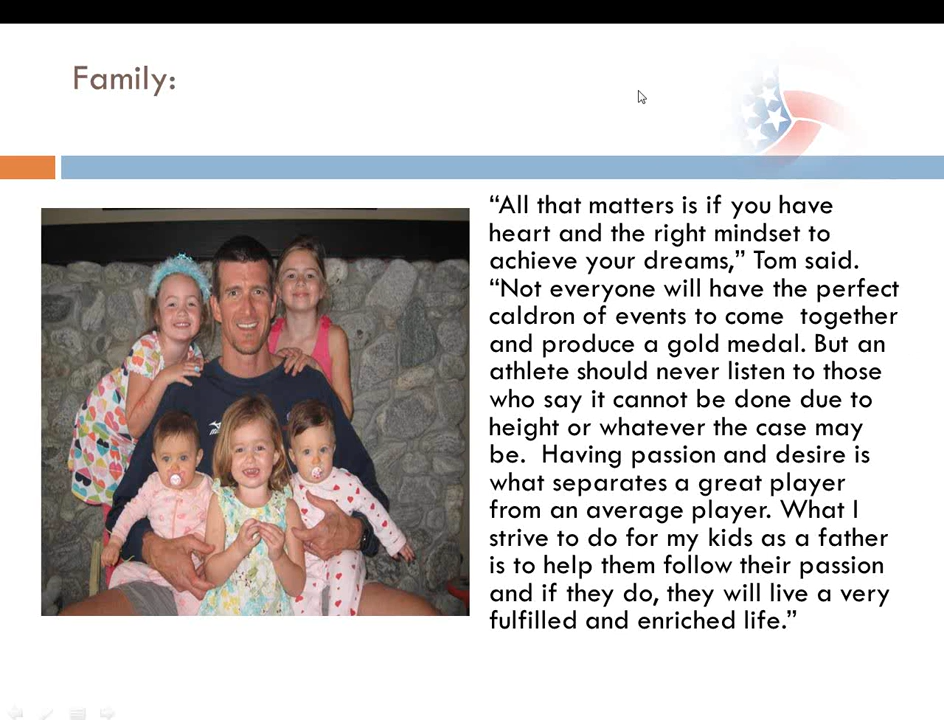 Family:
“All that matters is if you have
heart and the right mindset to
achieve your dreams,” Tom said.
“Not everyone will have the perfect
caldron of events to come  together
and produce a gold medal. But an
athlete should never listen to those
who say it cannot be done due to
height or whatever the case may
be.  Having passion and desire is
what separates a great player
from an average player. What I
strive to do for my kids as a father
is to help them follow their passion
and if they do, they will live a very
fulfilled and enriched life.”